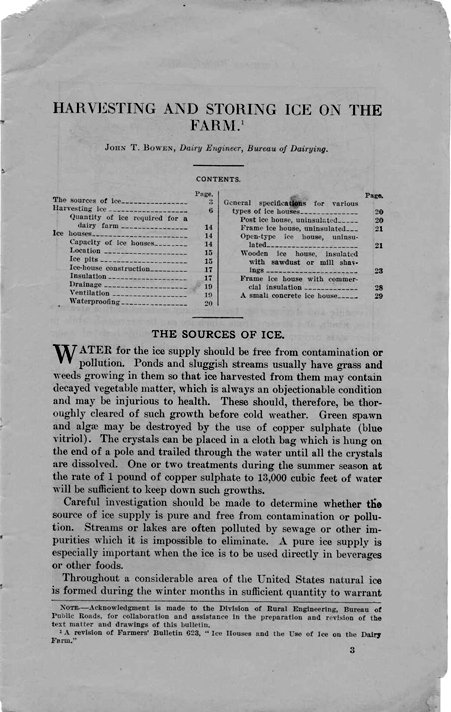 HARVESTING AND STORING ICE ON THE
FARM.¹
JOHN T. BOWEN, Dairy Engineer, Bureau of Dairying.
CONTENTS.
Page.
The sources of ice 3
Harvesting ice 6
Quantity of ice required for a
dairy farm 14
Ice houses 14
Capacity of ice houses 14
Location 15
Ice pits 15
Ice-house construction 17
Insulation 17
Drainage 19
Ventilation 19
Waterproofing 20
Page.
General specifications for various
types of ice houses 20
Post ice house, uninsulated 20
Frame ice house, uninsulated 21
Open-type ice house, uninsu-
lated 21
Wooden ice house, insulated
with sawdust or mill shav-
ings 23
Frame ice house with commer-
cial insulation 28
A small concrete ice house 29
THE SOURCES OF ICE.
WATER for the ice supply should be free from contamination or
pollution. Ponds and sluggish streams usually have grass and
weeds growing in them so that ice harvested from them may contain
decayed vegetable matter, which is always an objectionable condition
and may be injurious to health. These should, therefore, be thor-
oughly cleared of such growth before cold weather. Green spawn
and algæ may be destroyed by the use of copper sulphate (blue
vitriol). The crystals can be placed in a cloth bag which is hung on
the end of a pole and trailed through the water until all the crystals
are dissolved. One or two treatments during the summer season at
the rate of 1 pound of copper sulphate to 13,000 cubic feet of water
will be sufficient to keep down such growths.
Careful investigation should be made to determine whether the
source of ice supply is pure and free from contamination or pollu-
tion. Streams or lakes are often polluted by sewage or other im-
purities which it is impossible to eliminate. A pure ice supply is
especially important when the ice is to be used directly in beverages
or other foods.
Throughout a considerable area of the United States natural ice
is formed during the winter months in sufficient quantity to warrant
NOTE.—Acknowledgment is made to the Division of Rural Engineering, Bureau of
Public Roads, for collaboration and assistance in the preparation and revision of the
text matter and drawings of this bulletin.
¹ A revision of Farmers' Bulletin 623, "Ice Houses and the Use of Ice on the Dairy
Farm."
3